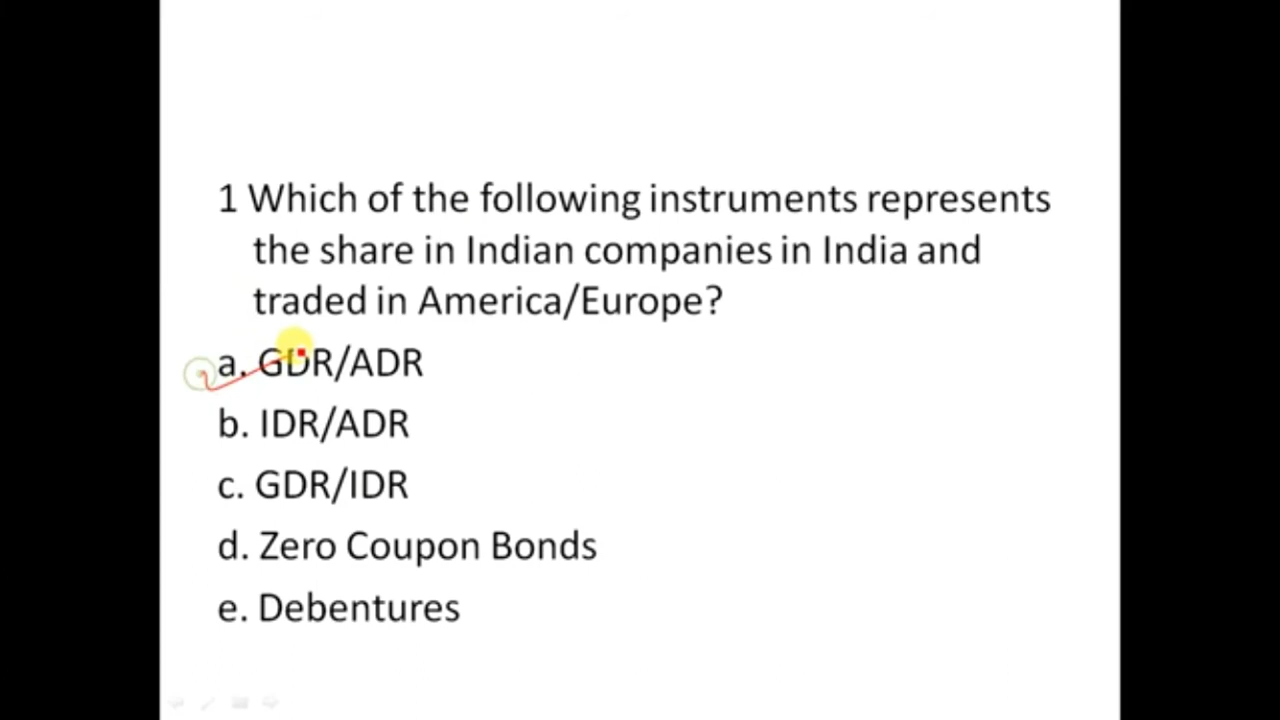 1 Which of the following instruments represents
the share in Indian companies in India and
traded in America/Europe?
a. GDR/ADR
b. IDR/ADR
c. GDR/IDR
d. Zero Coupon Bonds
e. Debentures